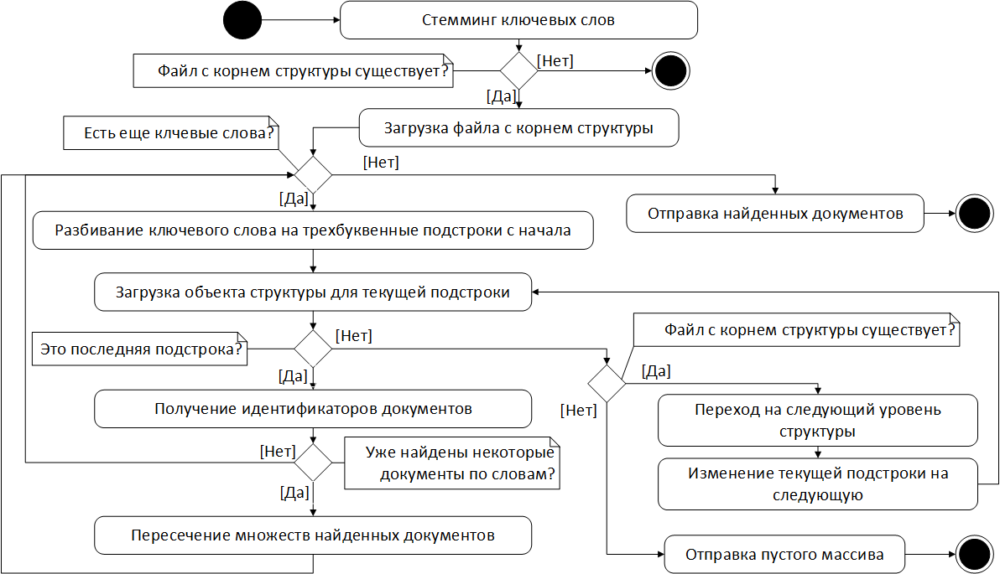 Стемминг ключевых слов
Файл с корнем структуры существует?
[Нет]
[Да]
Загрузка файла с корнем структуры
Есть еще клчевые слова?
[Нет]
[Да]
Отправка найденных документов
Разбивание ключевого слова на трехбуквенные подстроки с начала
Загрузка объекта структуры для текущей подстроки
Это последняя подстрока?
[Нет]
[Да]
Файл с корнем структуры существует?
[Да]
[Нет]
Переход на следующий уровень
структуры
Получение идентификаторов документов
Уже найдены некоторые
документы по словам?
[Нет]
[Да]
Изменение текущей подстроки на
следующую
Пересечение множеств найденных документов
Отправка пустого массива